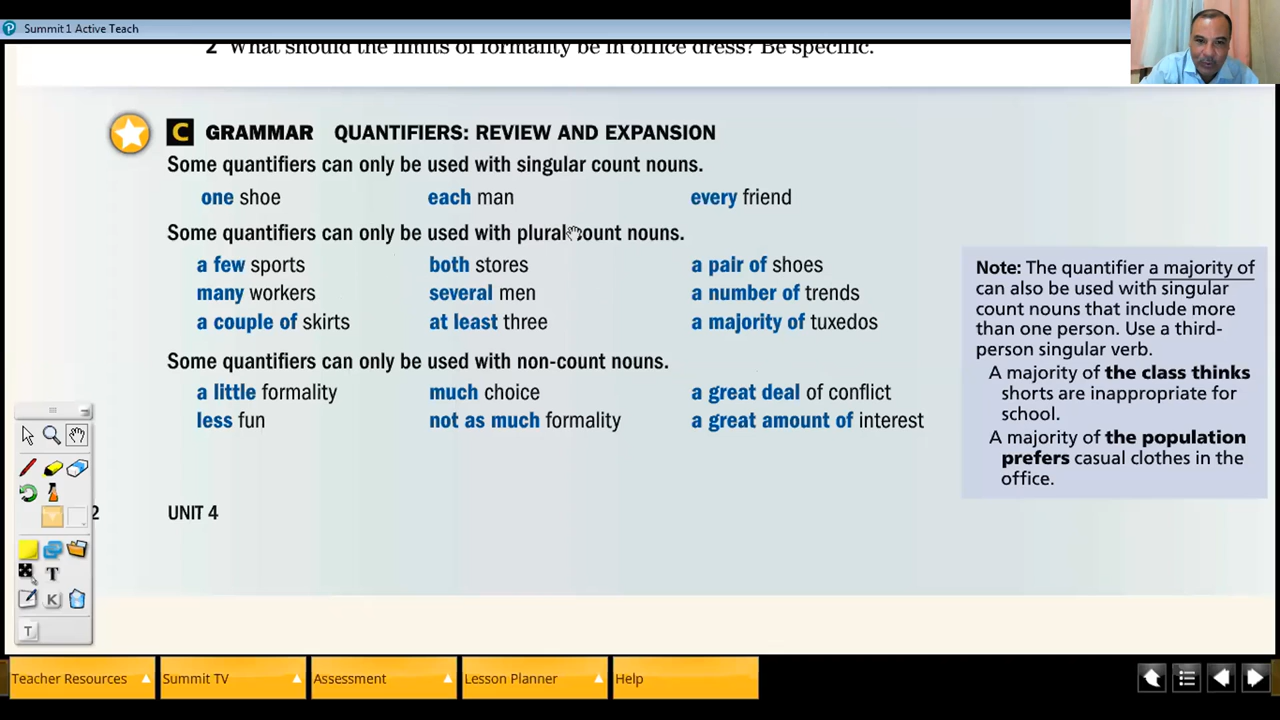 Summit 1 Active Teach
2 What should the limits of formality be in office dress? Be specific.
C GRAMMAR QUANTIFIERS: REVIEW AND EXPANSION
Some quantifiers can only be used with singular count nouns.
one shoe each man every friend
Some quantifiers can only be used with plural count nouns.
a few sports both stores a pair of shoes
many workers several men a number of trends
a couple of skirts at least three a majority of tuxedos
Some quantifiers can only be used with non-count nouns.
a little formality much choice a great deal of conflict
less fun not as much formality a great amount of interest
Note: The quantifier a majority of
can also be used with singular
count nouns that include more
than one person. Use a third-
person singular verb.
A majority of the class thinks
shorts are inappropriate for
school.
A majority of the population
prefers casual clothes in the
office.
2 UNIT 4
T
K
T
Teacher Resources Summit TV Assessment Lesson Planner Help